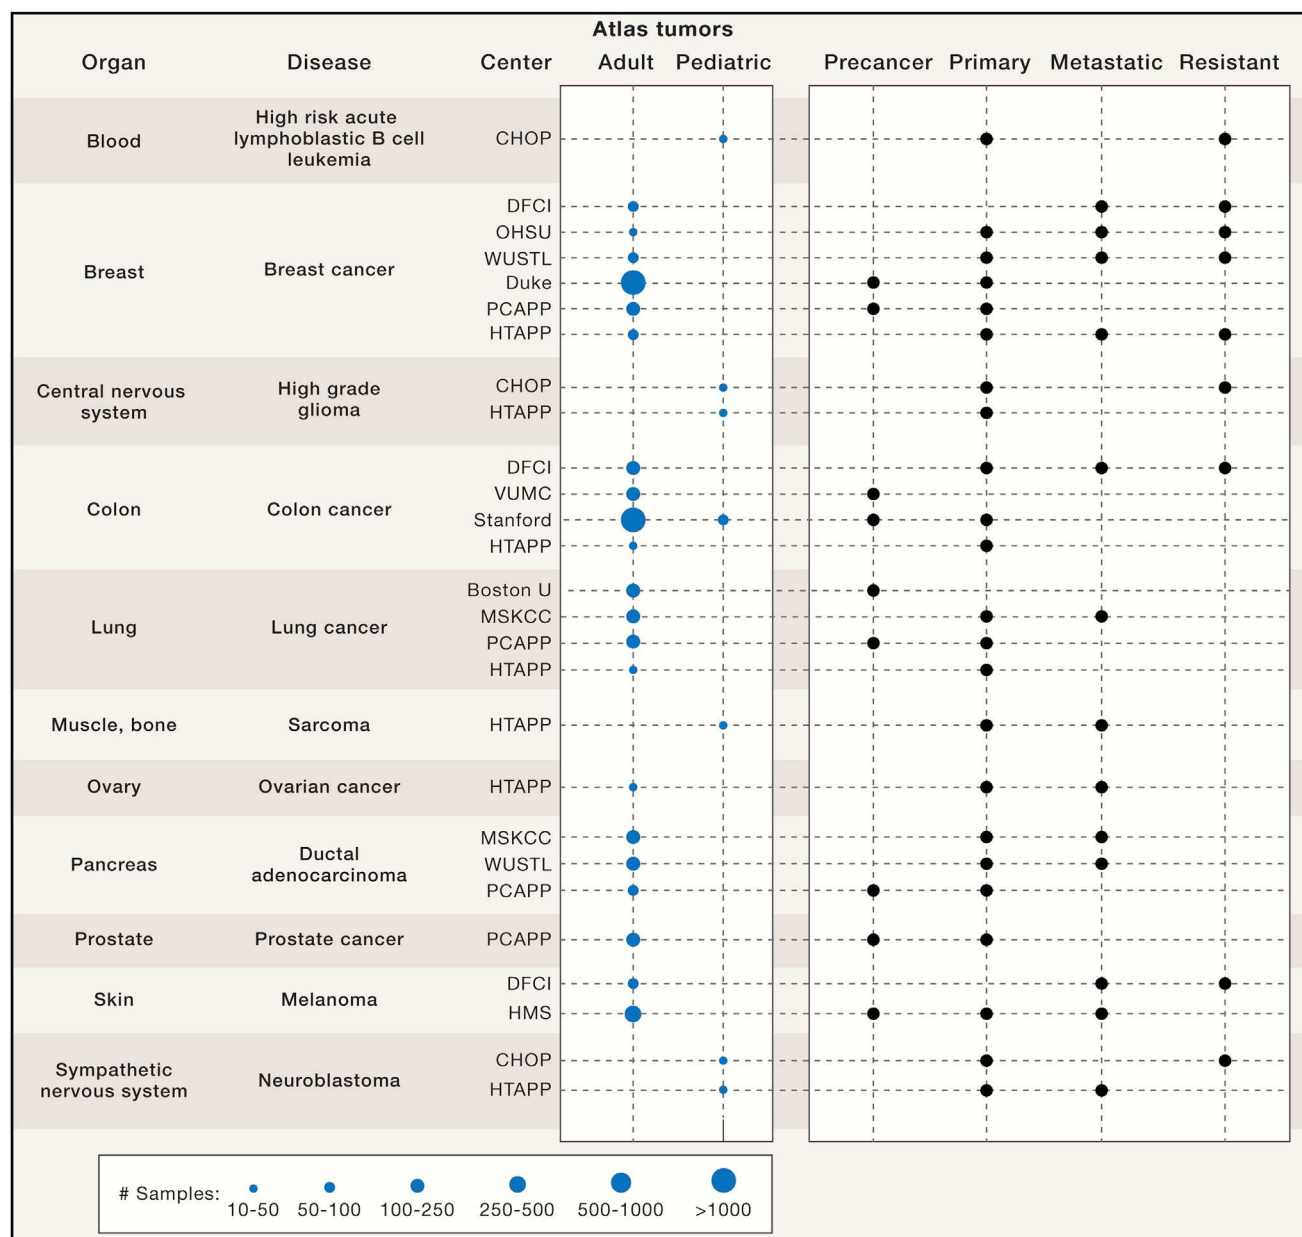 Atlas tumors
Organ Disease Center Adult Pediatric Precancer Primary Metastatic Resistant
Blood
High risk acute
lymphoblastic B cell
leukemia
CHOP
Breast
Breast cancer
DFCI
OHSU
WUSTL
Duke
PCAPP
HTAPP
Central nervous
system
High grade
glioma
CHOP
HTAPP
Colon
Colon cancer
DFCI
VUMC
Stanford
HTAPP
Lung
Lung cancer
Boston U
MSKCC
PCAPP
HTAPP
Muscle, bone
Sarcoma
HTAPP
Ovary
Ovarian cancer
HTAPP
Pancreas
Ductal
adenocarcinoma
MSKCC
WUSTL
PCAPP
Prostate
Prostate cancer
PCAPP
Skin
Melanoma
DFCI
HMS
Sympathetic
nervous system
Neuroblastoma
CHOP
HTAPP
# Samples:
10-50 50-100 100-250 250-500 500-1000 >1000